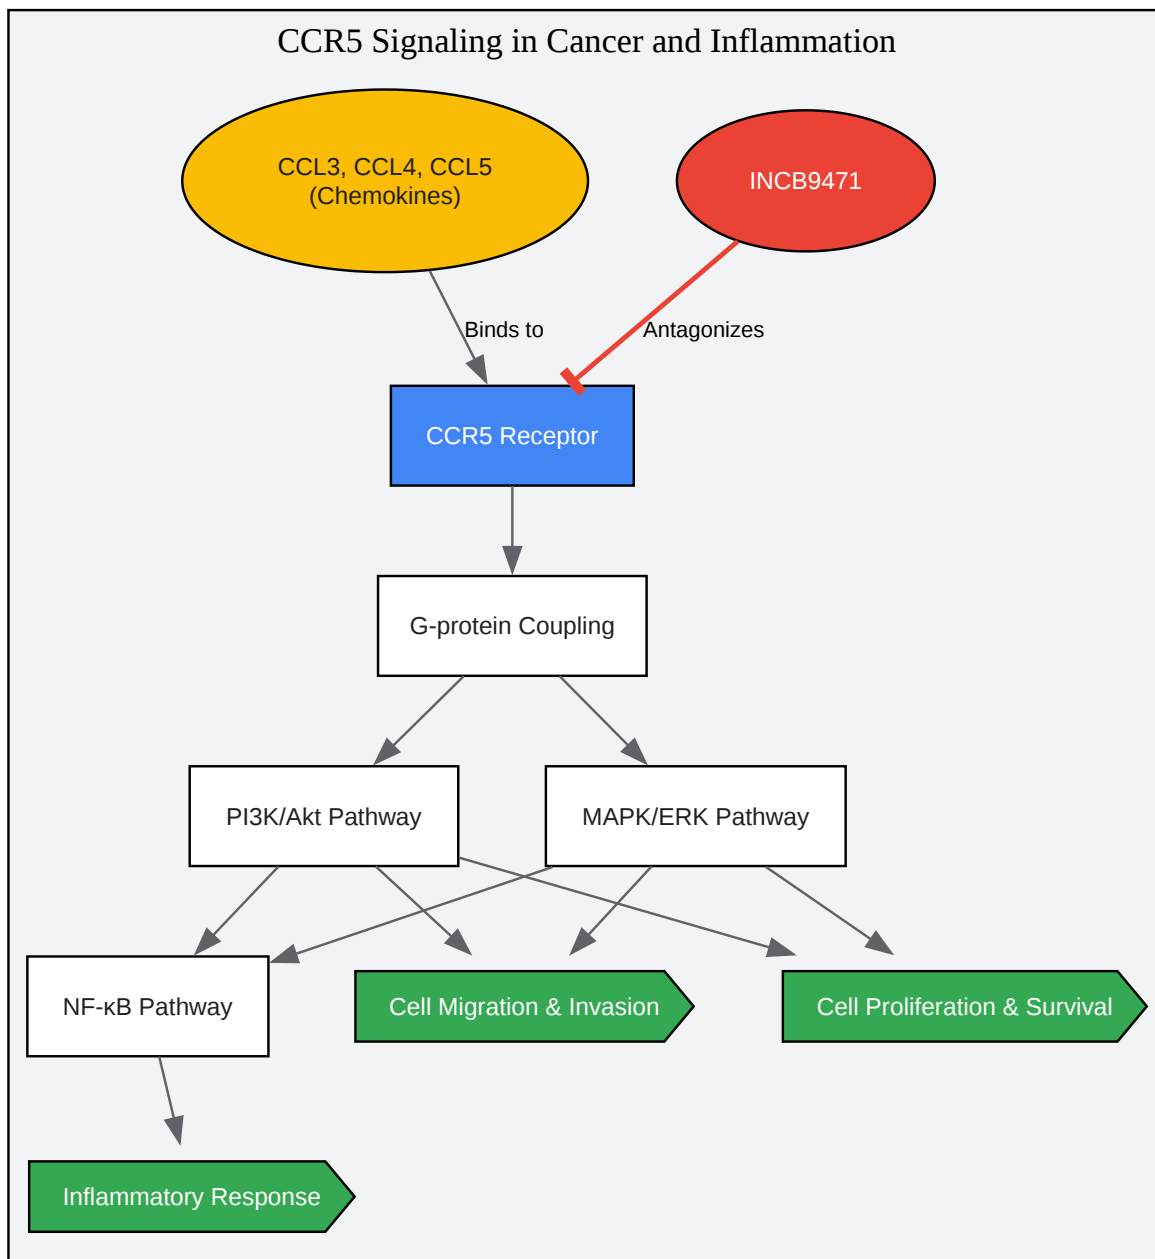 CCR5 Signaling in Cancer and Inflammation
CCL3, CCL4, CCL5
(Chemokines)
INCB9471
Binds to
Antagonizes
CCR5 Receptor
G-protein Coupling
PI3K/Akt Pathway
MAPK/ERK Pathway
NF-κB Pathway
Cell Migration & Invasion
Cell Proliferation & Survival
Inflammatory Response